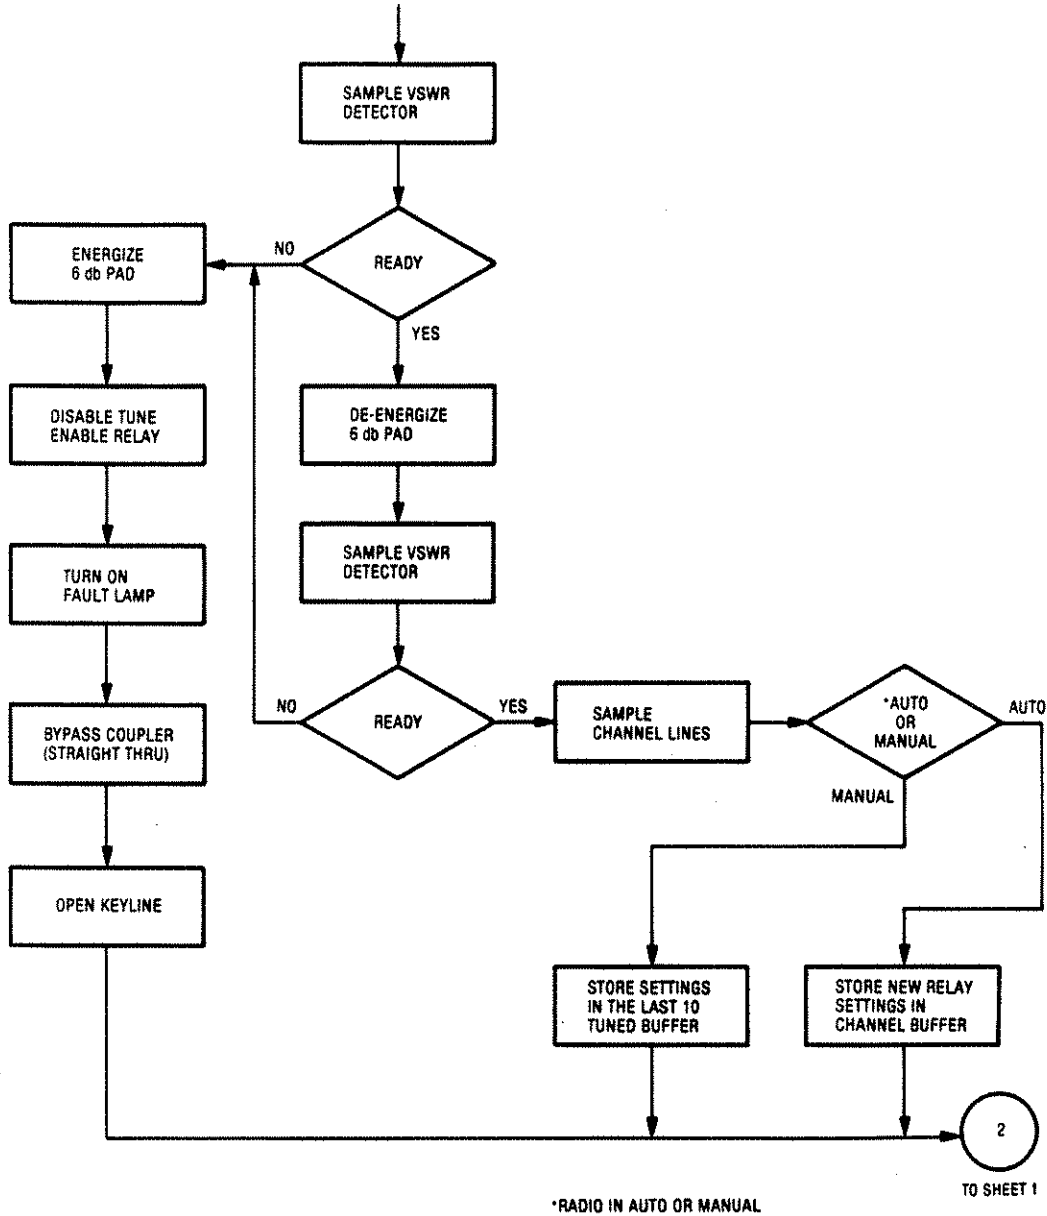 SAMPLE VSWR
DETECTOR
READY
NO
YES
ENERGIZE
6 db PAD
DISABLE TUNE
ENABLE RELAY
TURN ON
FAULT LAMP
BYPASS COUPLER
(STRAIGHT THRU)
OPEN KEYLINE
DE-ENERGIZE
6 db PAD
SAMPLE VSWR
DETECTOR
READY
NO
YES
SAMPLE
CHANNEL LINES
*AUTO
OR
MANUAL
AUTO
MANUAL
STORE SETTINGS
IN THE LAST 10
TUNED BUFFER
STORE NEW RELAY
SETTINGS IN
CHANNEL BUFFER
2
TO SHEET 1
*RADIO IN AUTO OR MANUAL